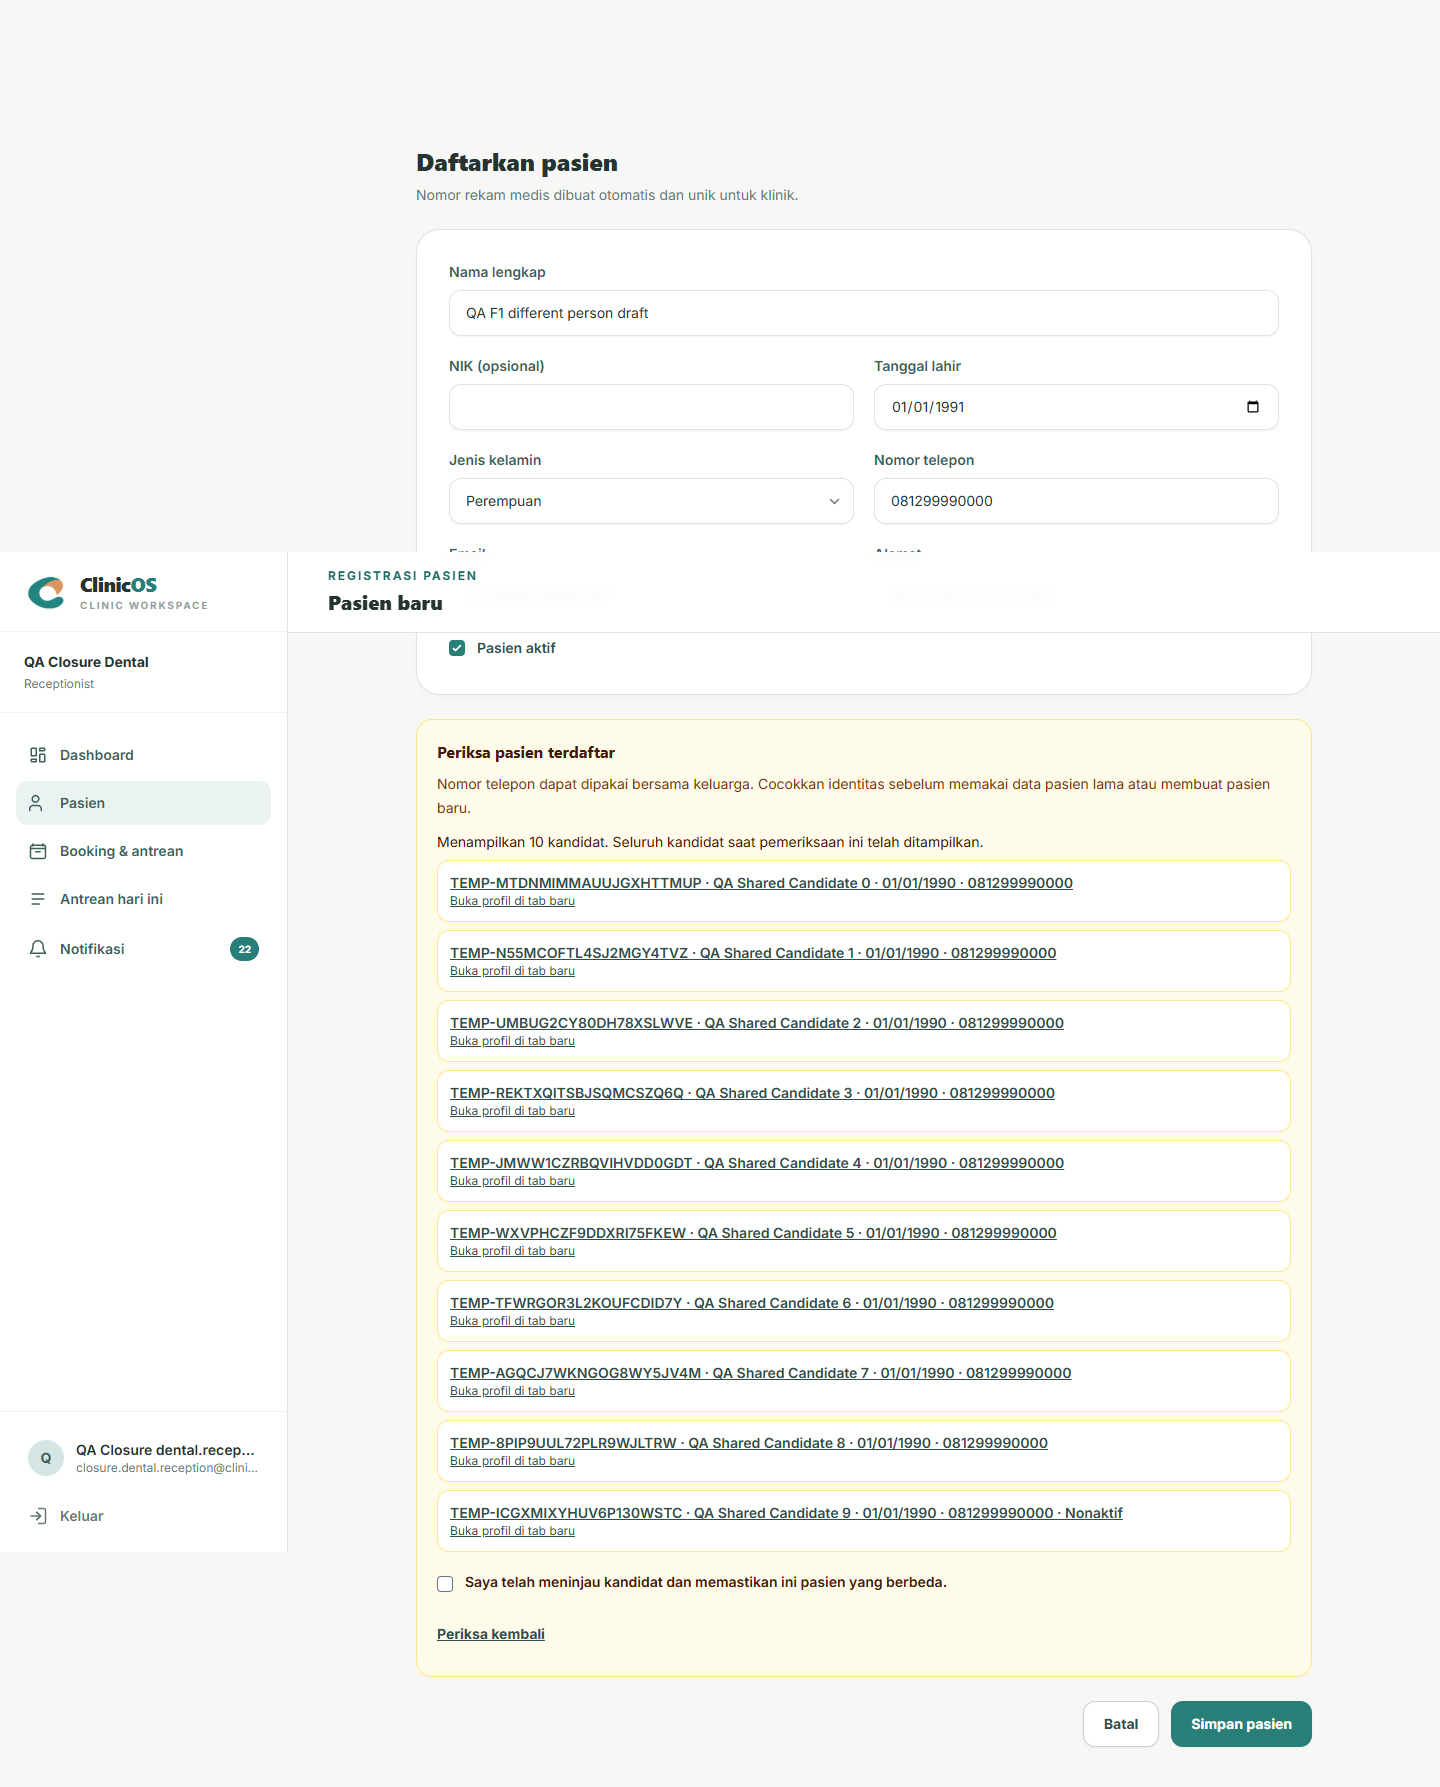 Daftarkan pasien
Nomor rekam medis dibuat otomatis dan unik untuk klinik.
Nama lengkap
QA F1 different person draft
NIK (opsional)
Tanggal lahir
01/01/1991
Jenis kelamin
Nomor telepon
Perempuan
081299990000
ClinicOS
CLINIC WORKSPACE
REGISTRASI PASIEN
Pasien baru
QA Closure Dental
Receptionist
Dashboard
Pasien
Booking & antrean
Antrean hari ini
Notifikasi
22
QA Closure dental.recep...
Q
closure.dental.reception@clini...
Keluar
Pasien aktif
Periksa pasien terdaftar
Nomor telepon dapat dipakai bersama keluarga. Cocokkan identitas sebelum memakai data pasien lama atau membuat pasien
baru.
Menampilkan 10 kandidat. Seluruh kandidat saat pemeriksaan ini telah ditampilkan.
TEMP-MTDNMIMMAUUJGXHTTMUP · QA Shared Candidate 0 · 01/01/1990 · 081299990000
Buka profil di tab baru
TEMP-N55MCOFTL4SJ2MGY4TVZ · QA Shared Candidate 1 · 01/01/1990 · 081299990000
Buka profil di tab baru
TEMP-UMBUG2CY80DH78XSLWVE · QA Shared Candidate 2 · 01/01/1990 · 081299990000
Buka profil di tab baru
TEMP-REKTXQITSBJSQMCSZQ6Q · QA Shared Candidate 3 · 01/01/1990 · 081299990000
Buka profil di tab baru
TEMP-JMWW1CZRBQVIHVDD0GDT · QA Shared Candidate 4 · 01/01/1990 · 081299990000
Buka profil di tab baru
TEMP-WXVPHCZF9DDXRI75FKEW · QA Shared Candidate 5 · 01/01/1990 · 081299990000
Buka profil di tab baru
TEMP-TFWRGOR3L2KOUFCDID7Y · QA Shared Candidate 6 · 01/01/1990 · 081299990000
Buka profil di tab baru
TEMP-AGQCJ7WKNGOG8WY5JV4M · QA Shared Candidate 7 · 01/01/1990 · 081299990000
Buka profil di tab baru
TEMP-8PIP9UUL72PLR9WJLTRW · QA Shared Candidate 8 · 01/01/1990 · 081299990000
Buka profil di tab baru
TEMP-ICGXMIXYHUV6P130WSTC · QA Shared Candidate 9 · 01/01/1990 · 081299990000 · Nonaktif
Buka profil di tab baru
Saya telah meninjau kandidat dan memastikan ini pasien yang berbeda.
Periksa kembali
Batal
Simpan pasien